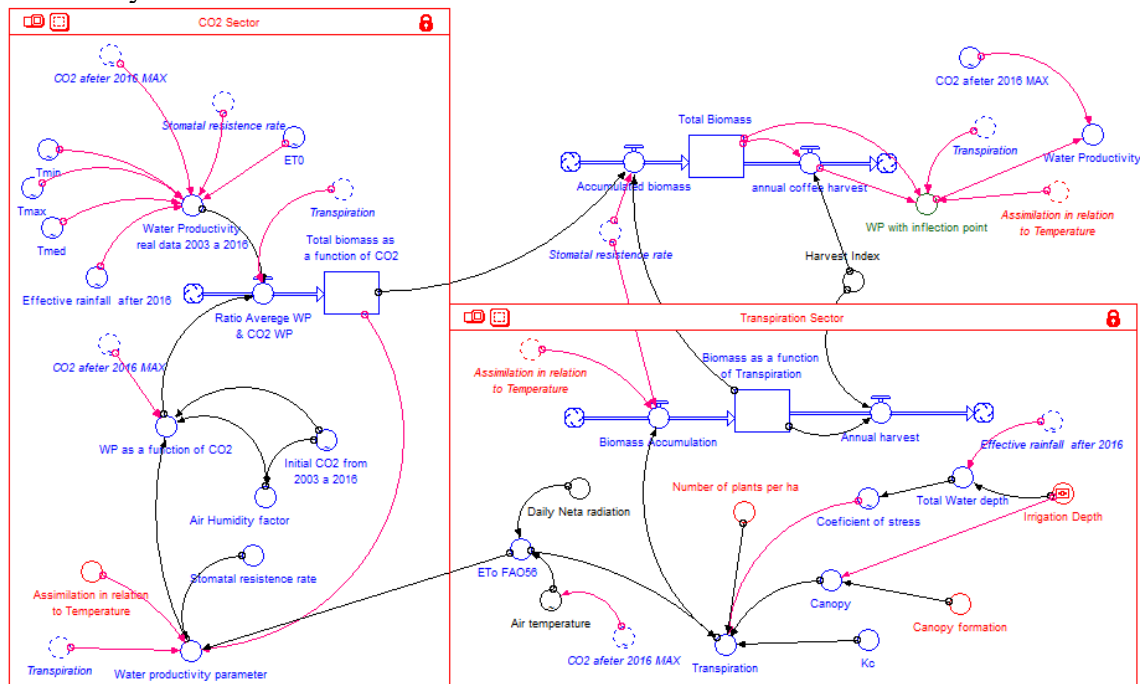 CO2 Sector
CO2 afeter 2016 MAX
Stomatal resistence rate
ET0
Tmin
Tmax
Tmed
Water Productivity
real data 2003 a 2016
Transpiration
Effective rainfall after 2016
Total biomass as
a function of CO2
Ratio Averege WP
& CO2 WP
CO2 afeter 2016 MAX
WP as a function of CO2
Initial CO2 from
2003 a 2016
Air Humidity factor
Stomatal resistence rate
Assimilation in relation
to Temperature
Transpiration
Water productivity parameter
Total Biomass
Accumulated biomass
annual coffee harvest
Stomatal resistence rate
Harvest Index
CO2 afeter 2016 MAX
Transpiration
Water Productivity
WP with inflection point
Assimilation in relation
to Temperature
Transpiration Sector
Assimilation in relation
to Temperature
Biomass as a function
of Transpiration
Biomass Accumulation
Annual harvest
Effective rainfall after 2016
Daily Neta radiation
Number of plants per ha
Coeficient of stress
Total Water depth
Irrigation Depth
ETo FAO56
Air temperature
Canopy
Canopy formation
CO2 afeter 2016 MAX
Transpiration
Kc